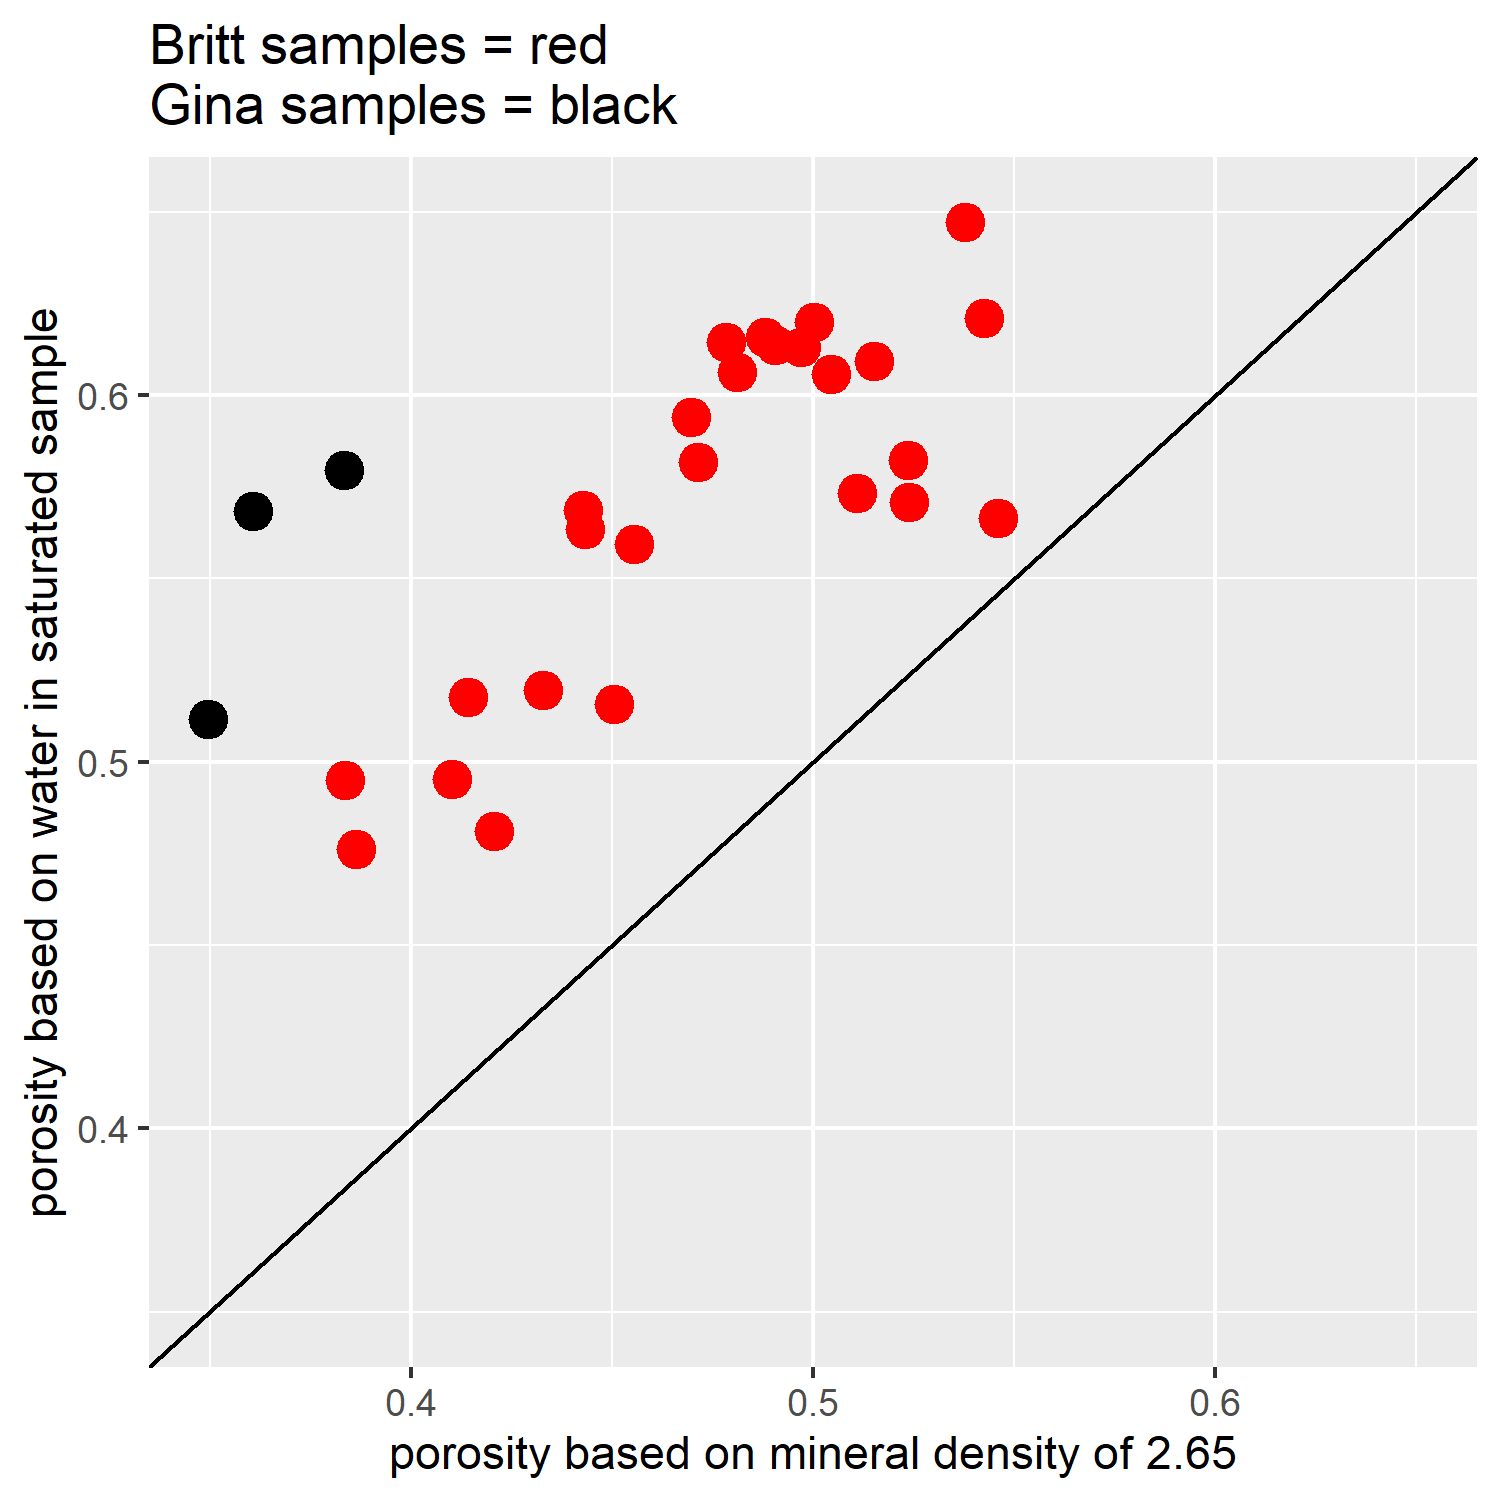 Britt samples = red
Gina samples = black
porosity based on water in saturated sample
0.6
0.5
0.4
0.4 0.5 0.6
porosity based on mineral density of 2.65